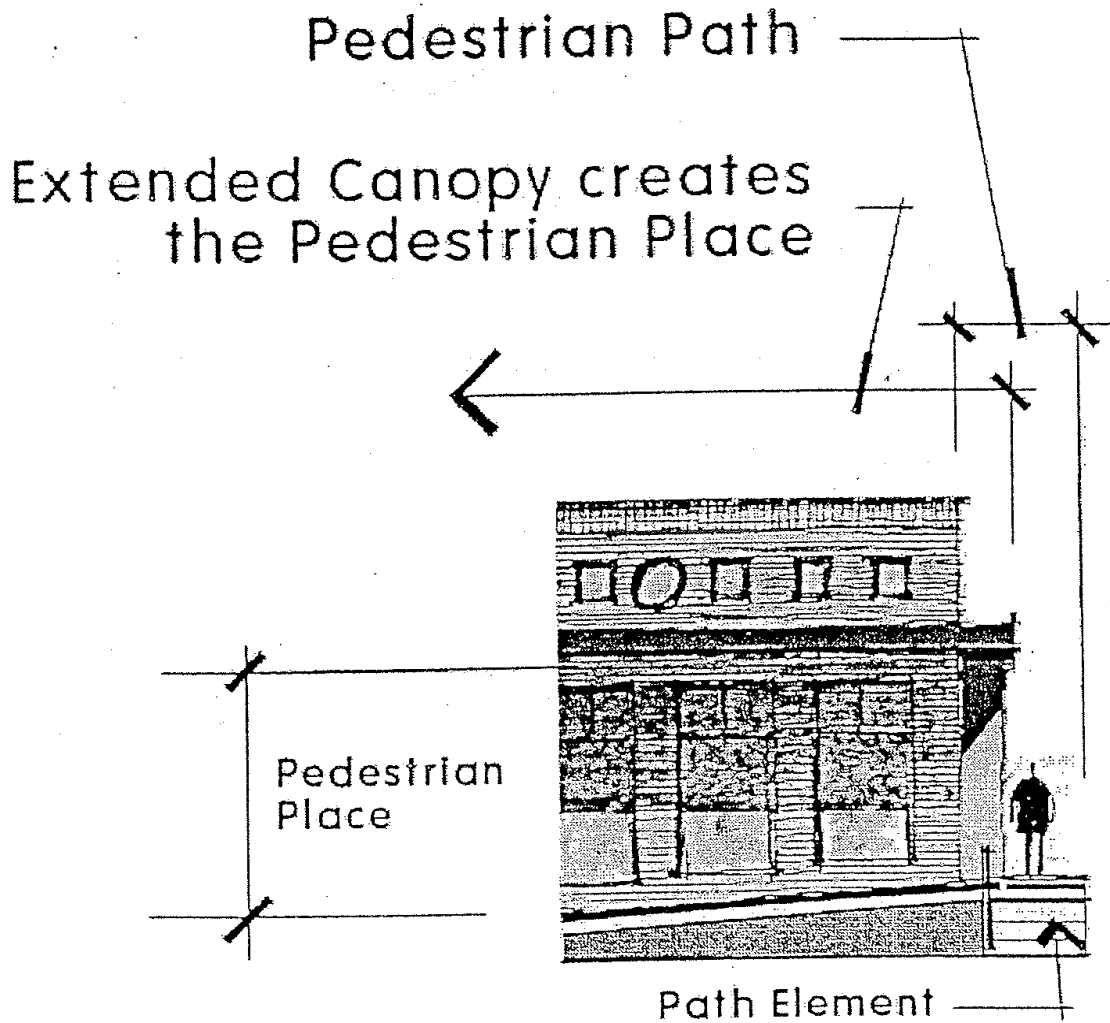 Pedestrian Path
Extended Canopy creates
the Pedestrian Place
Pedestrian
Place
Path Element